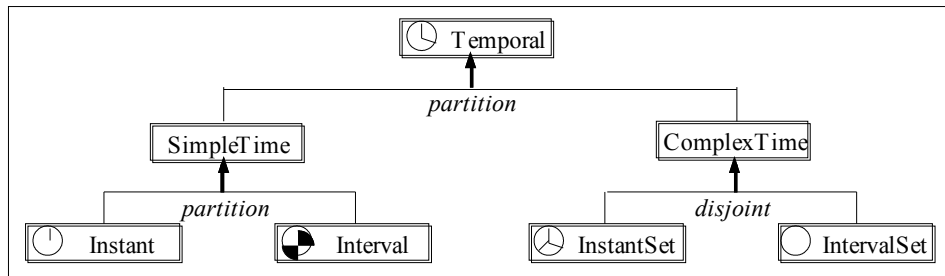 Temporal
partition
SimpleTime
ComplexTime
partition
disjoint
Instant
Interval
InstantSet
IntervalSet